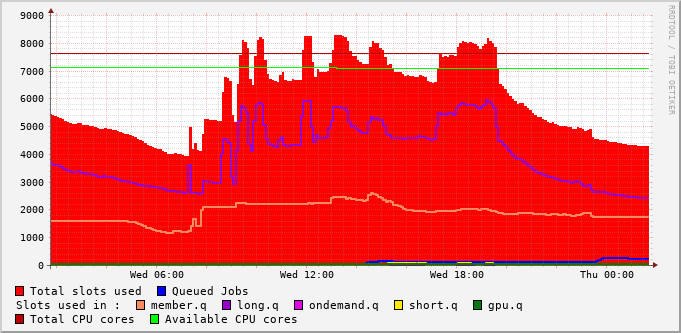 9000
8000
7000
6000
5000
4000
3000
2000
1000
0
Wed 06:00 Wed 12:00 Wed 18:00 Thu 00:00
RRDTOOL / TOBI OETIKER
Total slots used Queued Jobs
Slots used in : member.q long.q ondemand.q short.q gpu.q
Total CPU cores Available CPU cores